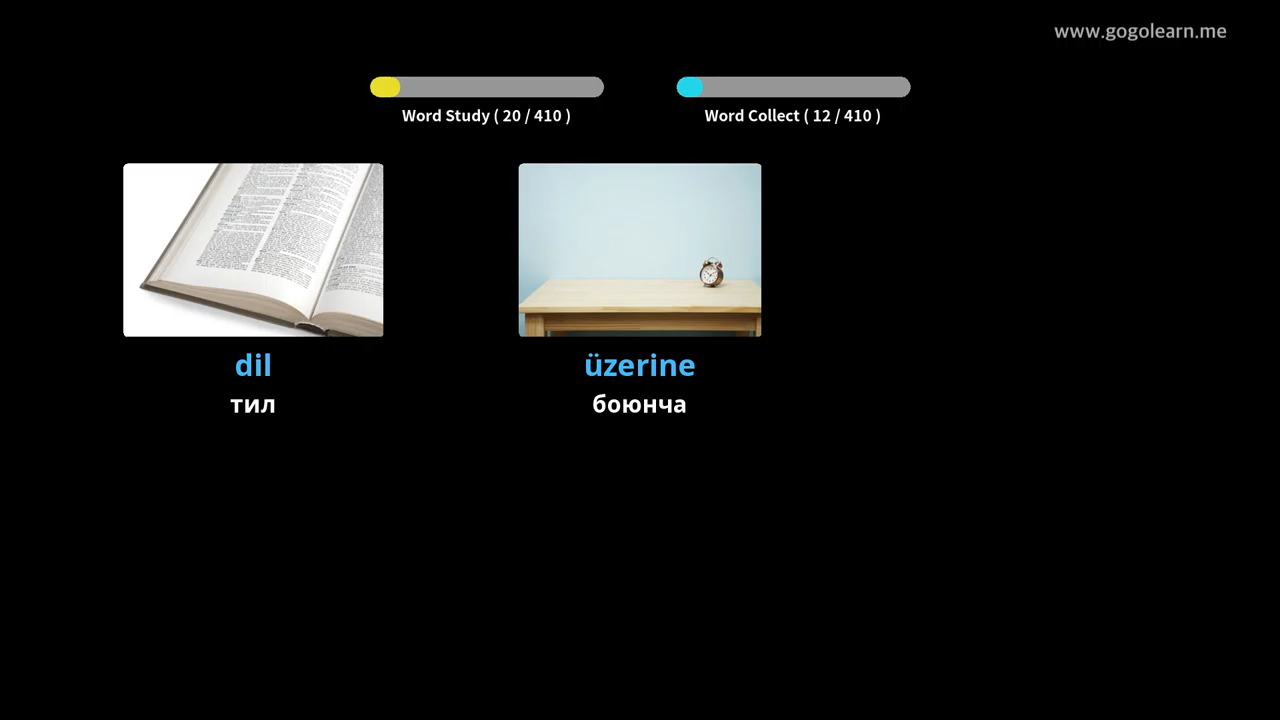 www.gogolearn.me
Word Study ( 20 / 410 )
Word Collect ( 12 / 410 )
dil
тил
üzerine
боюнча